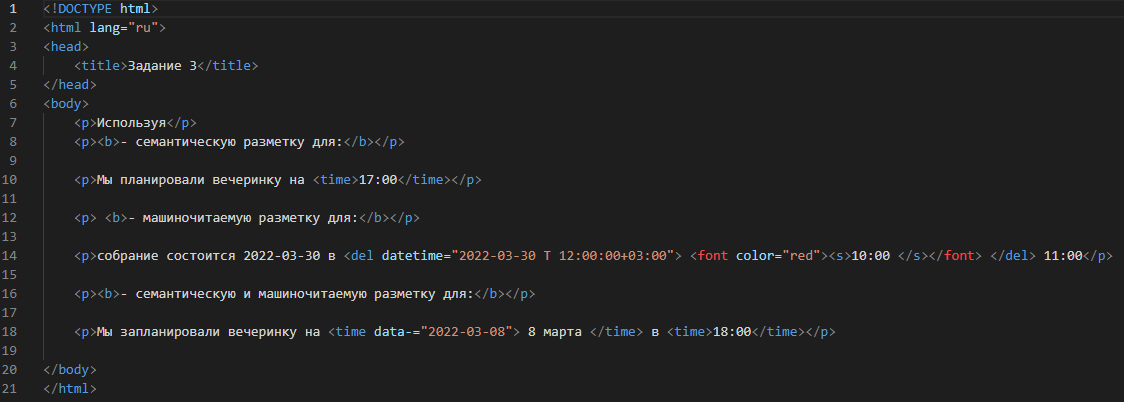 1 <!DOCTYPE html>
2 <html lang="ru">
3 <head>
4 <title>Задание 3</title>
5 </head>
6 <body>
7 <p>Используя</p>
8 <p><b>- семантическую разметку для:</b></p>
9
10 <p>Мы планировали вечеринку на <time>17:00</time></p>
11
12 <p> <b>- машиночитаемую разметку для:</b></p>
13
14 <p>собрание состоится 2022-03-30 в <del datetime="2022-03-30 T 12:00:00+03:00"> <font color="red"><s>10:00 </s></font> </del> 11:00</p>
15
16 <p><b>- семантическую и машиночитаемую разметку для:</b></p>
17
18 <p>Мы запланировали вечеринку на <time data-="2022-03-08"> 8 марта </time> в <time>18:00</time></p>
19
20 </body>
21 </html>